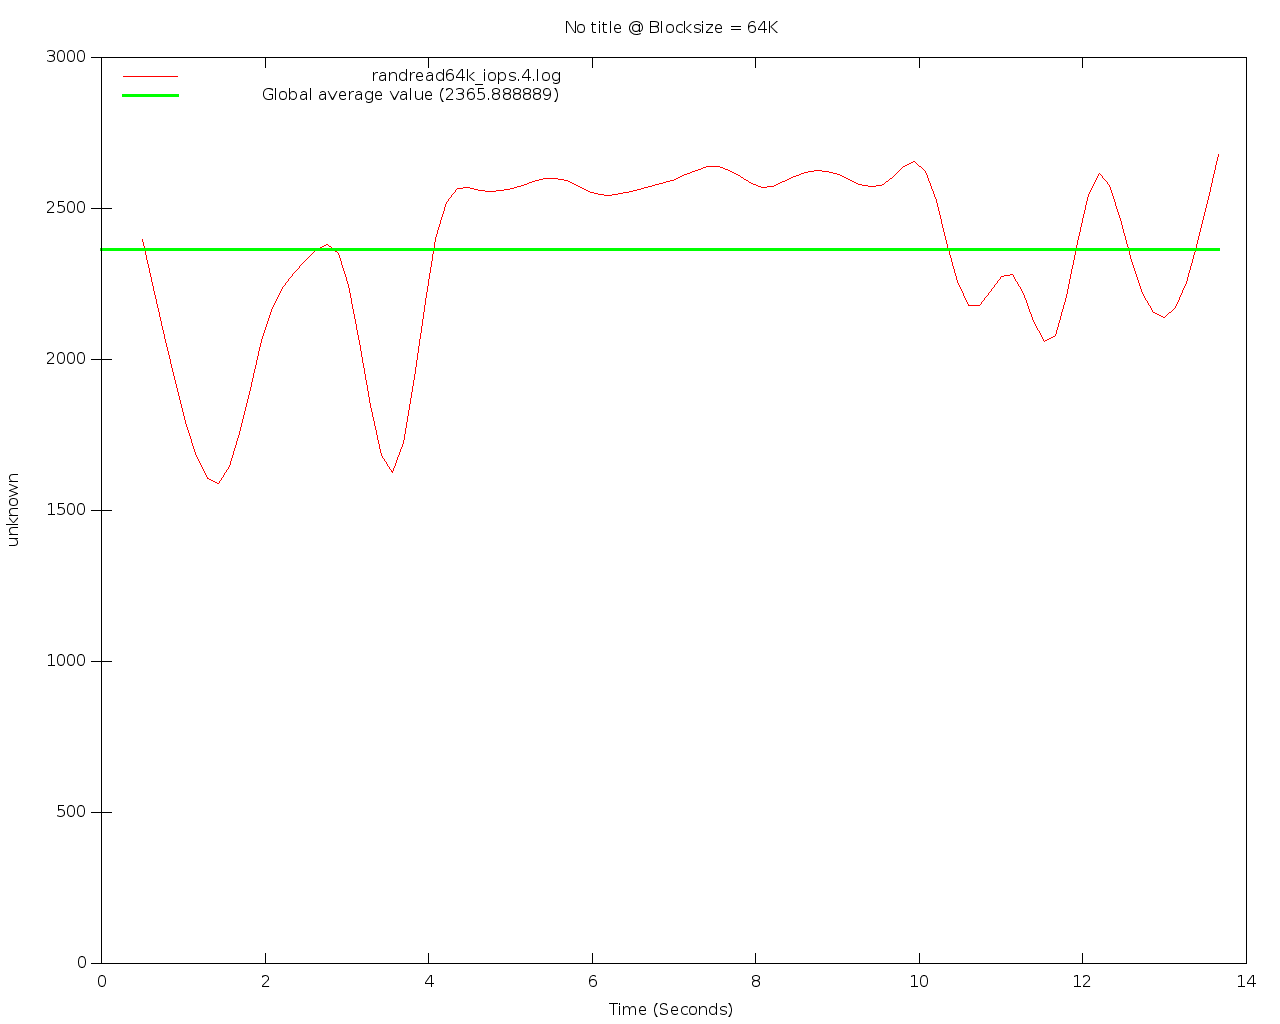 No title @ Blocksize = 64K
randread64k_iops.4.log
Global average value (2365.888889)
3000
2500
2000
1500
1000
500
0
unknown
0 2 4 6 8 10 12 14
Time (Seconds)